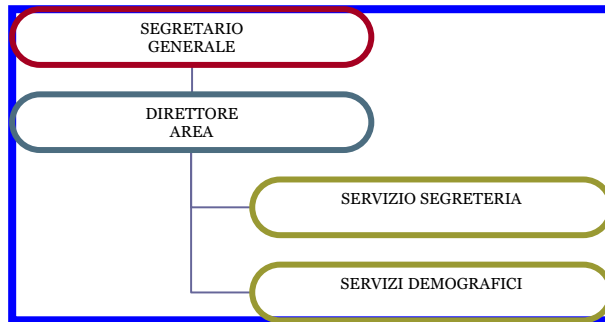 SEGRETARIO
GENERALE
DIRETTORE
AREA
SERVIZIO SEGRETERIA
SERVIZI DEMOGRAFICI